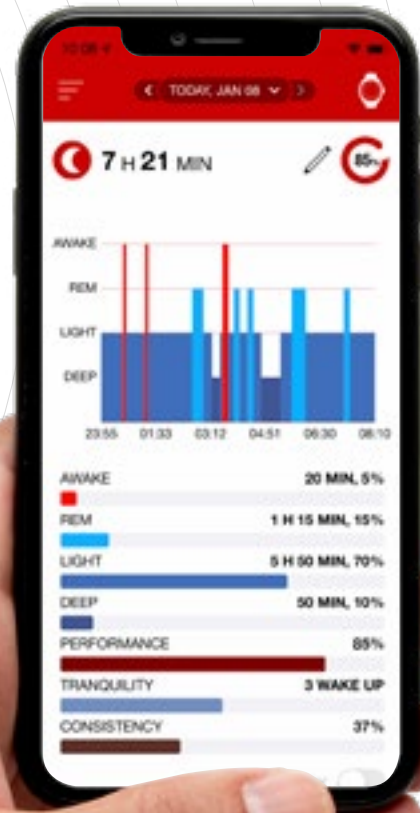 10:08
TODAY, JAN 08
7 H 21 MIN
85%
AWAKE
REM
LIGHT
DEEP
23:55 01:33 03:12 04:51 06:30 08:10
AWAKE 20 MIN, 5%
REM 1 H 15 MIN, 15%
LIGHT 5 H 50 MIN, 70%
DEEP 50 MIN, 10%
PERFORMANCE 85%
TRANQUILITY 3 WAKE UP
CONSISTENCY 37%